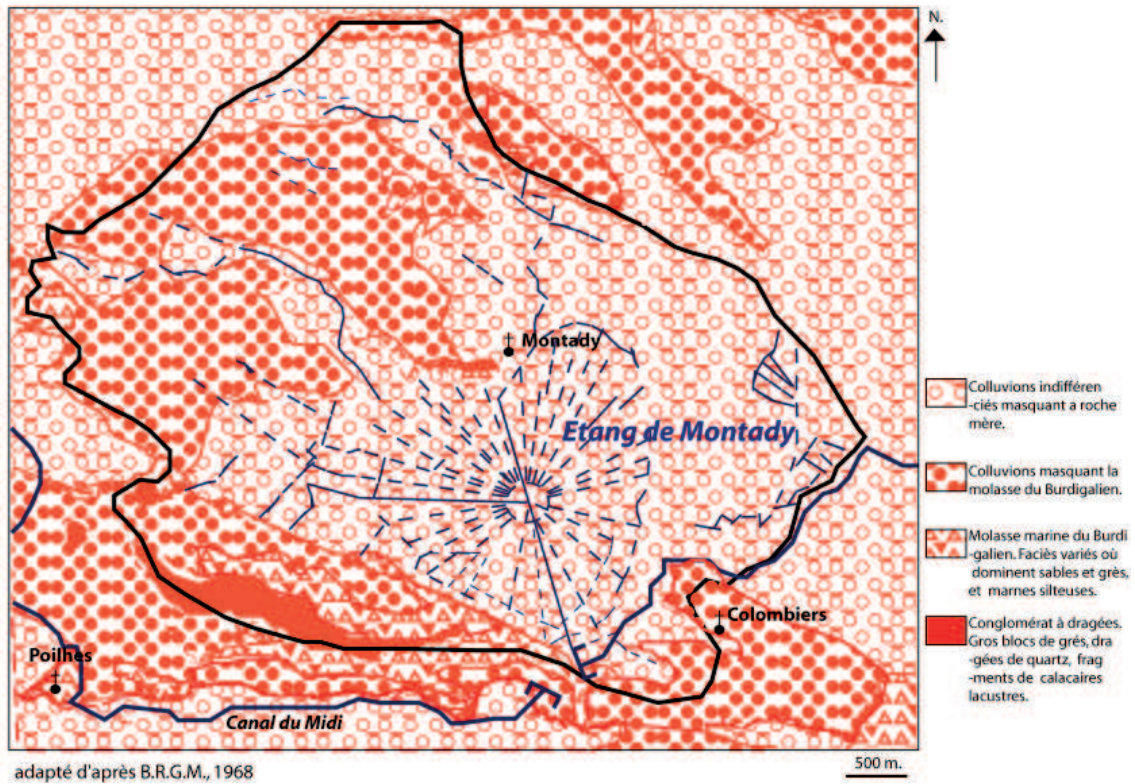 N.
Montady
Etang de Montady
Colombiers
Poilhes
Canal du Midi
Colluvions indifféren
-ciés masquant a roche
mère.
Colluvions masquant la
molasse du Burdigalien.
Molasse marine du Burdi
-galien. Faciès variés où
dominent sables et grès,
et marnes silteuses.
Conglomérat à dragées.
Gros blocs de grés, dra
-gées de quartz, frag
-ments de calacaires
lacustres.
adapté d'après B.R.G.M., 1968
500 m.